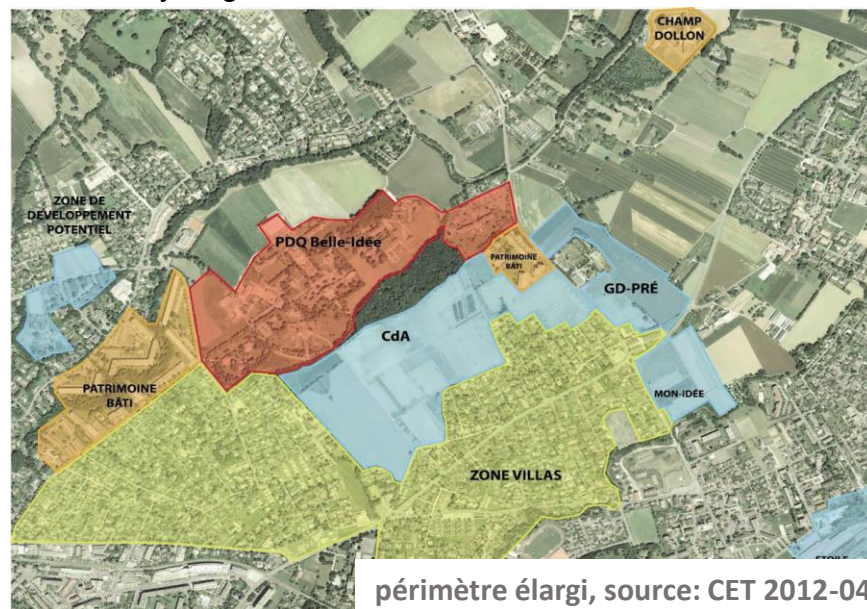 CHAMP
DOLLON
ZONE DE
DEVELOPPEMENT
POTENTIEL
PDQ Belle-Idée
PATRIMOINE
BÂTI
GD-PRÉ
CdA
PATRIMOINE
BÂTI
MON-IDÉE
ZONE VILLAS
périmètre élargi, source: CET 2012-04